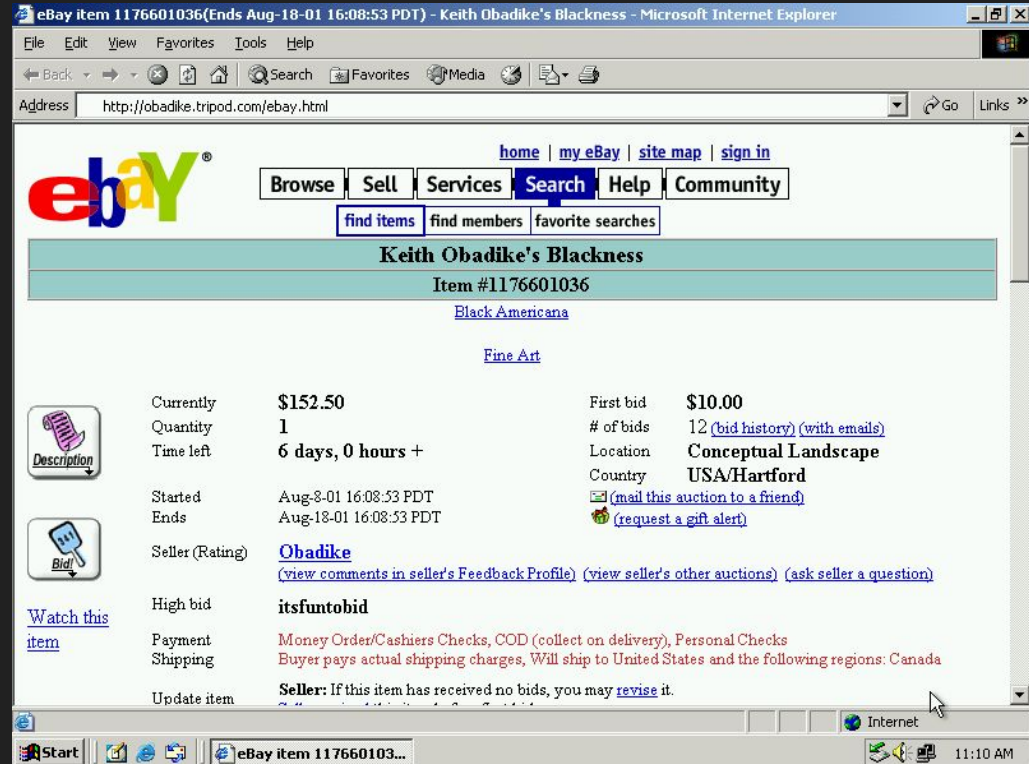 eBay item 1176601036(Ends Aug-18-01 16:08:53 PDT) - Keith Obadike's Blackness - Microsoft Internet Explorer
File Edit View Favorites Tools Help
Back Search Favorites Media
Address http://obadike.tripod.com/ebay.html Go Links »
ebaY®
home | my eBay | site map | sign in
Browse Sell Services Search Help Community
find items find members favorite searches
Keith Obadike's Blackness
Item #1176601036
Black Americana
Fine Art
Currently $152.50 First bid $10.00
Quantity 1 # of bids 12 (bid history) (with emails)
Time left 6 days, 0 hours + Location Conceptual Landscape
Country USA/Hartford
Description
Started Aug-8-01 16:08:53 PDT (mail this auction to a friend)
Ends Aug-18-01 16:08:53 PDT (request a gift alert)
Bid!
Seller (Rating) Obadike
(view comments in seller's Feedback Profile) (view seller's other auctions) (ask seller a question)
High bid itsfuntobid
Watch this item
Payment Money Order/Cashiers Checks, COD (collect on delivery), Personal Checks
Shipping Buyer pays actual shipping charges, Will ship to United States and the following regions: Canada
Update item Seller: If this item has received no bids, you may revise it.
Internet
Start eBay item 117660103... 11:10 AM